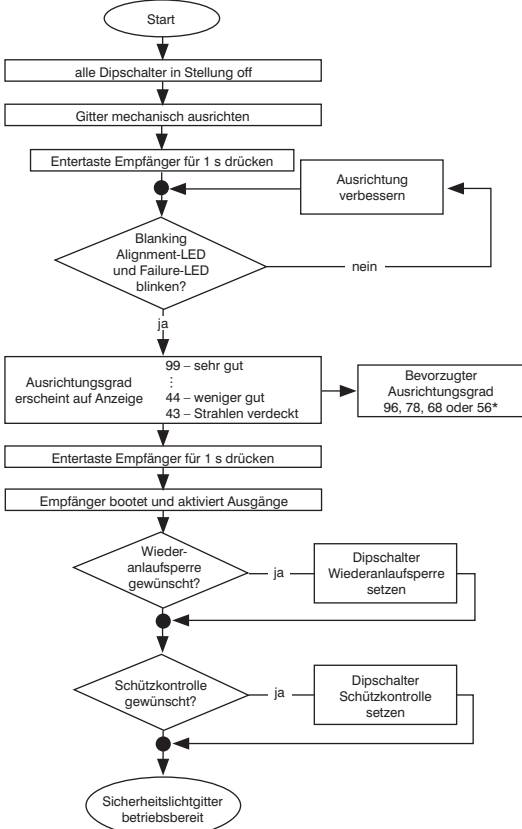 Start
alle Dipschalter in Stellung off
Gitter mechanisch ausrichten
Entertaste Empfänger für 1 s drücken
Ausrichtung
verbessern
Blanking
Alignment-LED
und Failure-LED
blinken?
nein
ja
Ausrichtungsgrad
erscheint auf Anzeige
99 – sehr gut
⋮
44 – weniger gut
43 – Strahlen verdeckt
Bevorzugter
Ausrichtungsgrad
96, 78, 68 oder 56*
Entertaste Empfänger für 1 s drücken
Empfänger bootet und aktiviert Ausgänge
Wieder-
anlaufsperre
gewünscht?
ja
Dipschalter
Wiederanlaufsperre
setzen
Schützkontrolle
gewünscht?
ja
Dipschalter
Schützkontrolle
setzen
Sicherheitslichtgitter
betriebsbereit